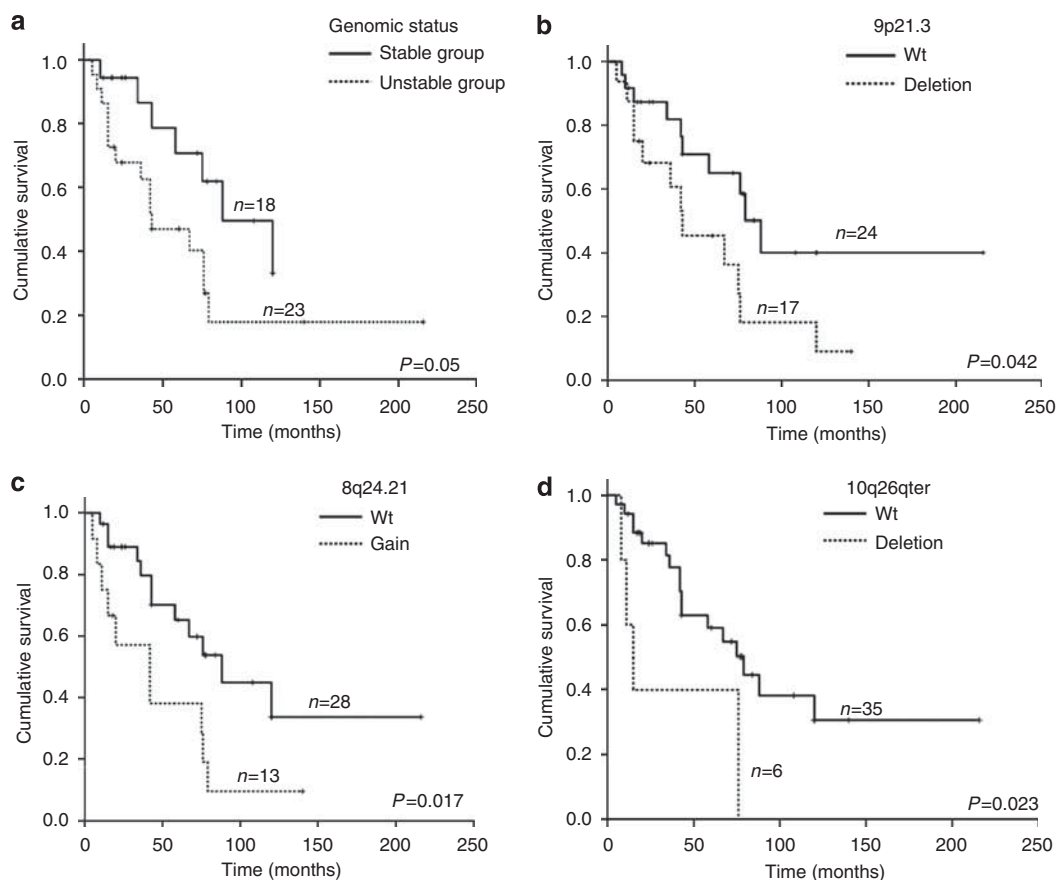 a
Genomic status
Stable group
Unstable group
1.0
0.8
0.6
0.4
0.2
0.0
Cumulative survival
n=18
n=23
P=0.05
0 50 100 150 200 250
Time (months)
b
9p21.3
Wt
Deletion
1.0
0.8
0.6
0.4
0.2
0.0
Cumulative survival
n=24
n=17
P=0.042
0 50 100 150 200 250
Time (months)
c
8q24.21
Wt
Gain
1.0
0.8
0.6
0.4
0.2
0.0
Cumulative survival
n=28
n=13
P=0.017
0 50 100 150 200 250
Time (months)
d
10q26qter
Wt
Deletion
1.0
0.8
0.6
0.4
0.2
0.0
Cumulative survival
n=35
n=6
P=0.023
0 50 100 150 200 250
Time (months)